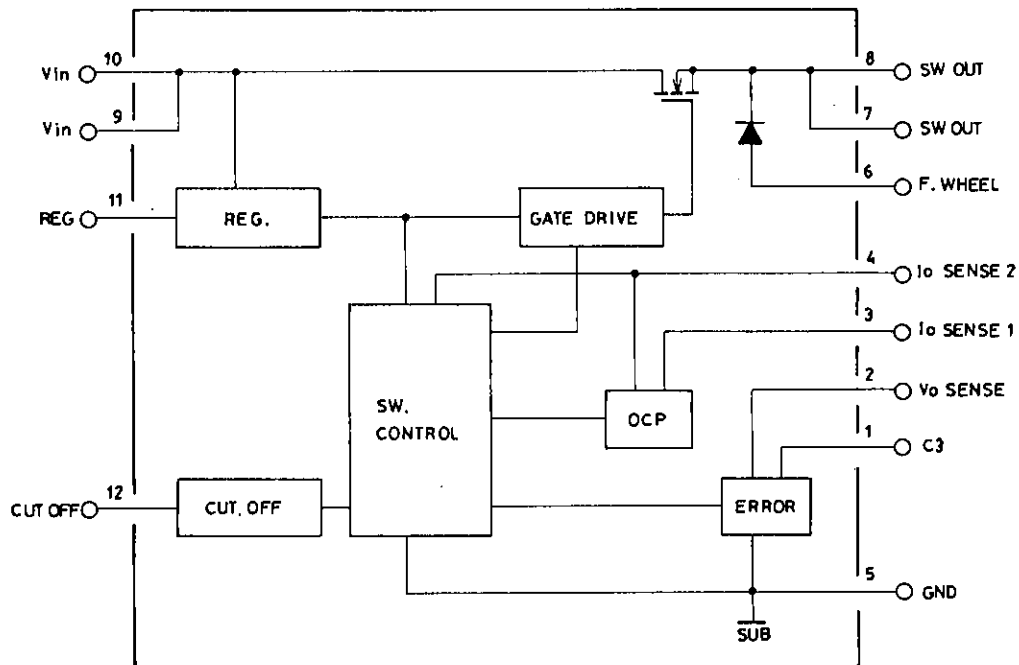 10
Vin
8
SW OUT
9
Vin
7
SW OUT
6
F. WHEEL
11
REG
REG.
GATE DRIVE
4
Io SENSE 2
3
Io SENSE 1
2
Vo SENSE
SW.
CONTROL
OCP
1
C3
12
CUT OFF
CUT. OFF
ERROR
5
GND
SUB